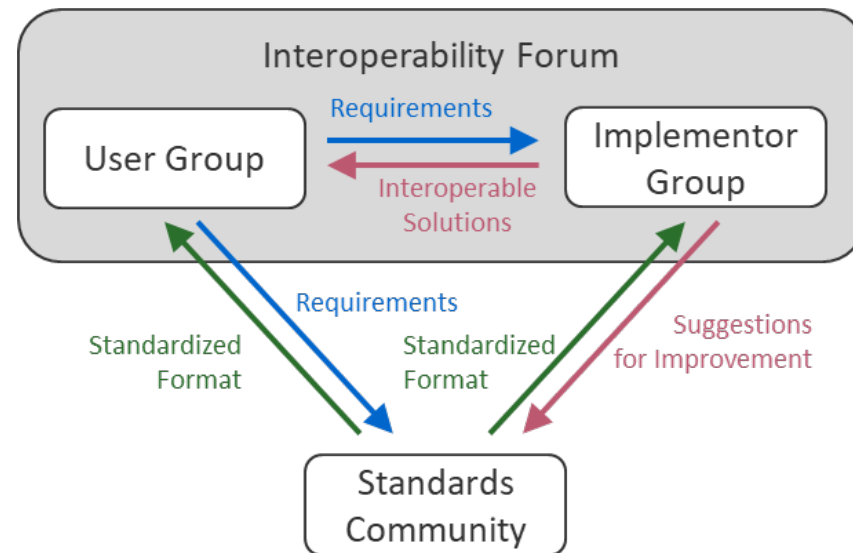 Interoperability Forum
Requirements
User Group
Implementor
Group
Interoperable
Solutions
Requirements
Standardized
Format
Standardized
Format
Suggestions
for Improvement
Standards
Community